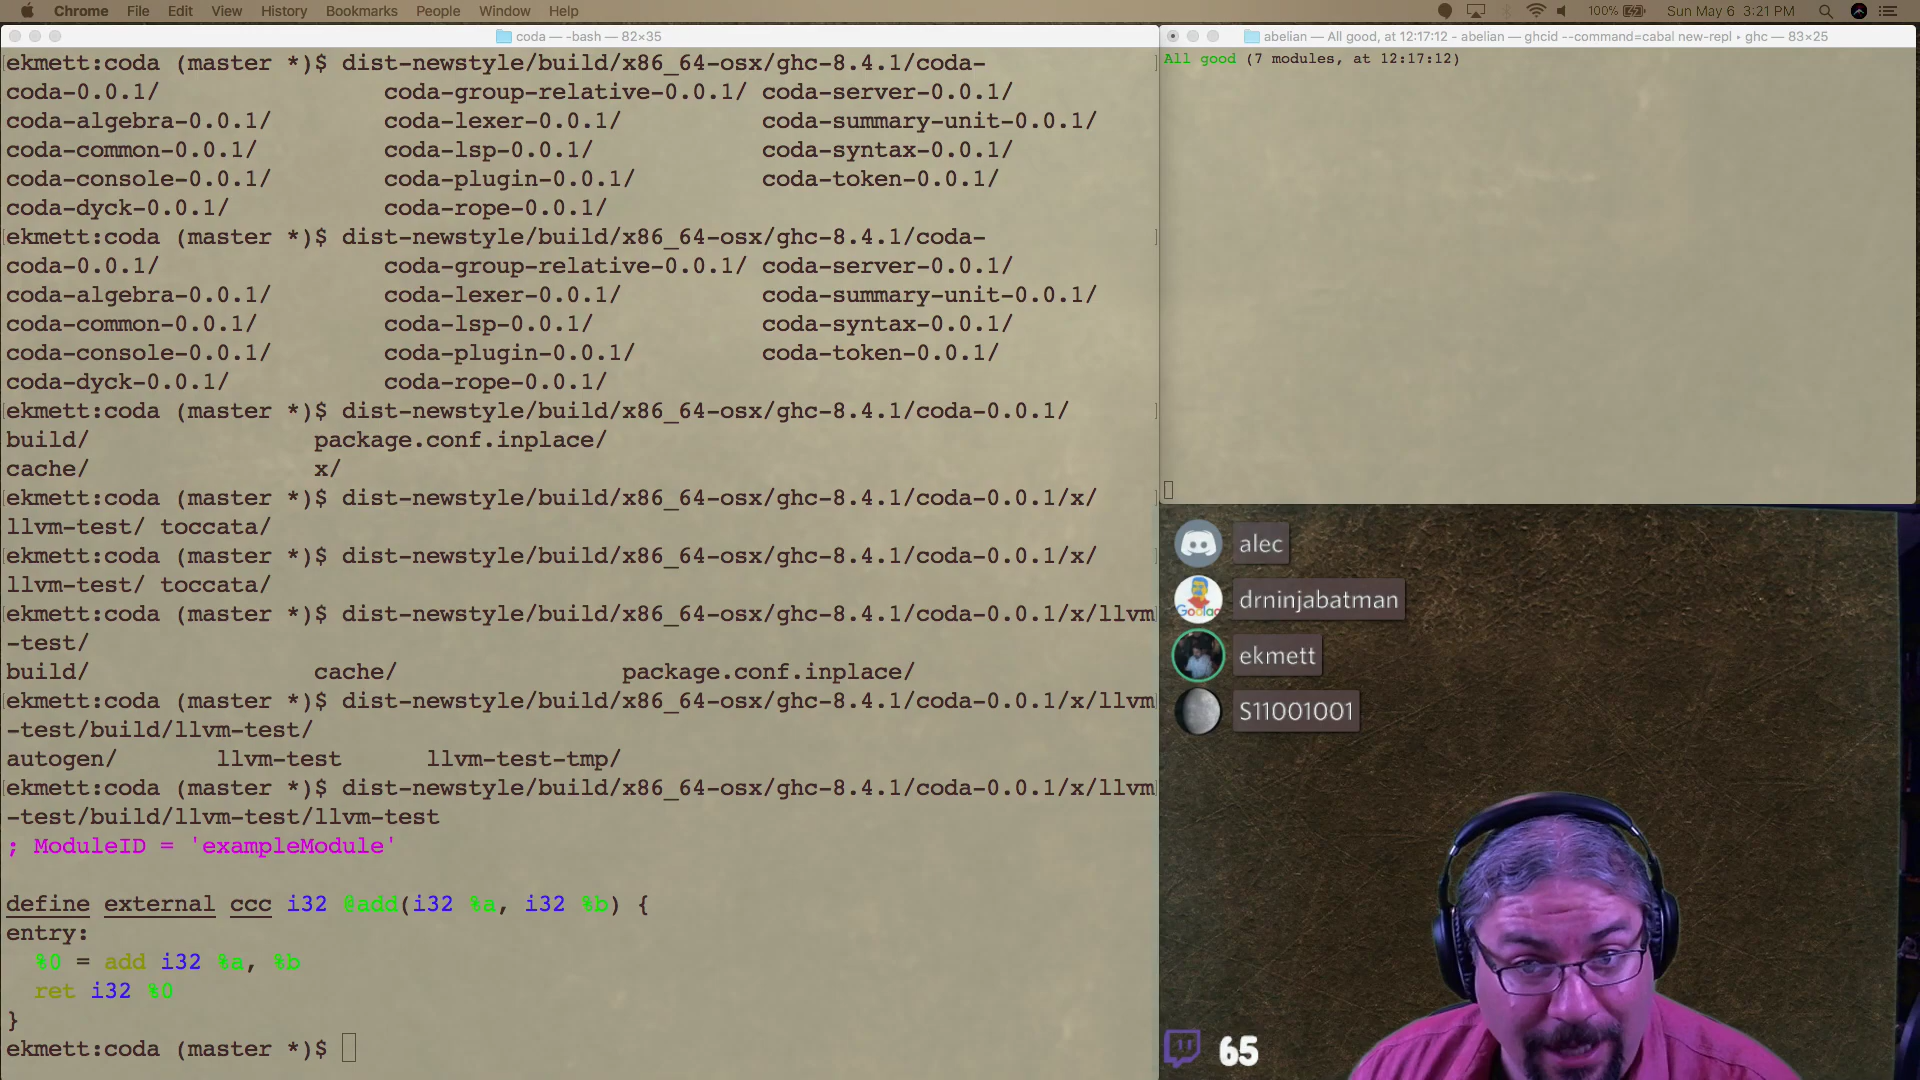 Chrome File Edit View History Bookmarks People Window Help 100% Sun May 6 3:21 PM
coda — -bash — 82×35
ekmett:coda (master *)$ dist-newstyle/build/x86_64-osx/ghc-8.4.1/coda-
coda-0.0.1/ coda-group-relative-0.0.1/ coda-server-0.0.1/
coda-algebra-0.0.1/ coda-lexer-0.0.1/ coda-summary-unit-0.0.1/
coda-common-0.0.1/ coda-lsp-0.0.1/ coda-syntax-0.0.1/
coda-console-0.0.1/ coda-plugin-0.0.1/ coda-token-0.0.1/
coda-dyck-0.0.1/ coda-rope-0.0.1/
ekmett:coda (master *)$ dist-newstyle/build/x86_64-osx/ghc-8.4.1/coda-
coda-0.0.1/ coda-group-relative-0.0.1/ coda-server-0.0.1/
coda-algebra-0.0.1/ coda-lexer-0.0.1/ coda-summary-unit-0.0.1/
coda-common-0.0.1/ coda-lsp-0.0.1/ coda-syntax-0.0.1/
coda-console-0.0.1/ coda-plugin-0.0.1/ coda-token-0.0.1/
coda-dyck-0.0.1/ coda-rope-0.0.1/
ekmett:coda (master *)$ dist-newstyle/build/x86_64-osx/ghc-8.4.1/coda-0.0.1/
build/ package.conf.inplace/
cache/ x/
ekmett:coda (master *)$ dist-newstyle/build/x86_64-osx/ghc-8.4.1/coda-0.0.1/x/
llvm-test/ toccata/
ekmett:coda (master *)$ dist-newstyle/build/x86_64-osx/ghc-8.4.1/coda-0.0.1/x/
llvm-test/ toccata/
ekmett:coda (master *)$ dist-newstyle/build/x86_64-osx/ghc-8.4.1/coda-0.0.1/x/llvm
-test/
build/ cache/ package.conf.inplace/
ekmett:coda (master *)$ dist-newstyle/build/x86_64-osx/ghc-8.4.1/coda-0.0.1/x/llvm
-test/build/llvm-test/
autogen/ llvm-test llvm-test-tmp/
ekmett:coda (master *)$ dist-newstyle/build/x86_64-osx/ghc-8.4.1/coda-0.0.1/x/llvm
-test/build/llvm-test/llvm-test
; ModuleID = 'exampleModule'
define external ccc i32 @add(i32 %a, i32 %b) {
entry:
%0 = add i32 %a, %b
ret i32 %0
}
ekmett:coda (master *)$
abelian — All good, at 12:17:12 - abelian — ghcid --command=cabal new-repl ‣ ghc — 83×25
All good (7 modules, at 12:17:12)
alec
drninjabatman
ekmett
S11001001
65